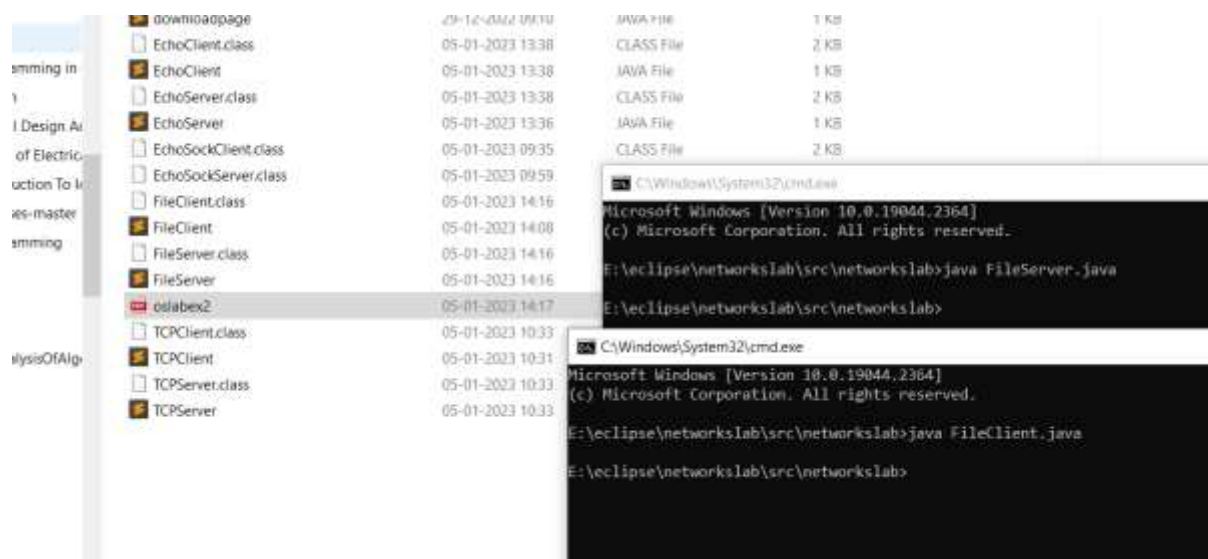 downloadpage 29-12-2022 09:10 JAVA File 1 KB
EchoClient.class 05-01-2023 13:38 CLASS File 2 KB
EchoClient 05-01-2023 13:38 JAVA File 1 KB
EchoServer.class 05-01-2023 13:38 CLASS File 2 KB
EchoServer 05-01-2023 13:36 JAVA File 1 KB
EchoSockClient.class 05-01-2023 09:35 CLASS File 2 KB
EchoSockServer.class 05-01-2023 09:59
FileClient.class 05-01-2023 14:16
FileClient 05-01-2023 14:08
FileServer.class 05-01-2023 14:16
FileServer 05-01-2023 14:16
oslabex2 05-01-2023 14:17
TCPClient.class 05-01-2023 10:33
TCPClient 05-01-2023 10:31
TCPServer.class 05-01-2023 10:33
TCPServer 05-01-2023 10:33
amming in
l Design A
of Electric
uction To I
es-master
amming
lysisOfAlg
C:\Windows\System32\cmd.exe
Microsoft Windows [Version 10.0.19044.2364]
(c) Microsoft Corporation. All rights reserved.
E:\eclipse\networkslab\src\networkslab>java FileServer.java
E:\eclipse\networkslab\src\networkslab>
C:\Windows\System32\cmd.exe
Microsoft Windows [Version 10.0.19044.2364]
(c) Microsoft Corporation. All rights reserved.
E:\eclipse\networkslab\src\networkslab>java FileClient.java
E:\eclipse\networkslab\src\networkslab>